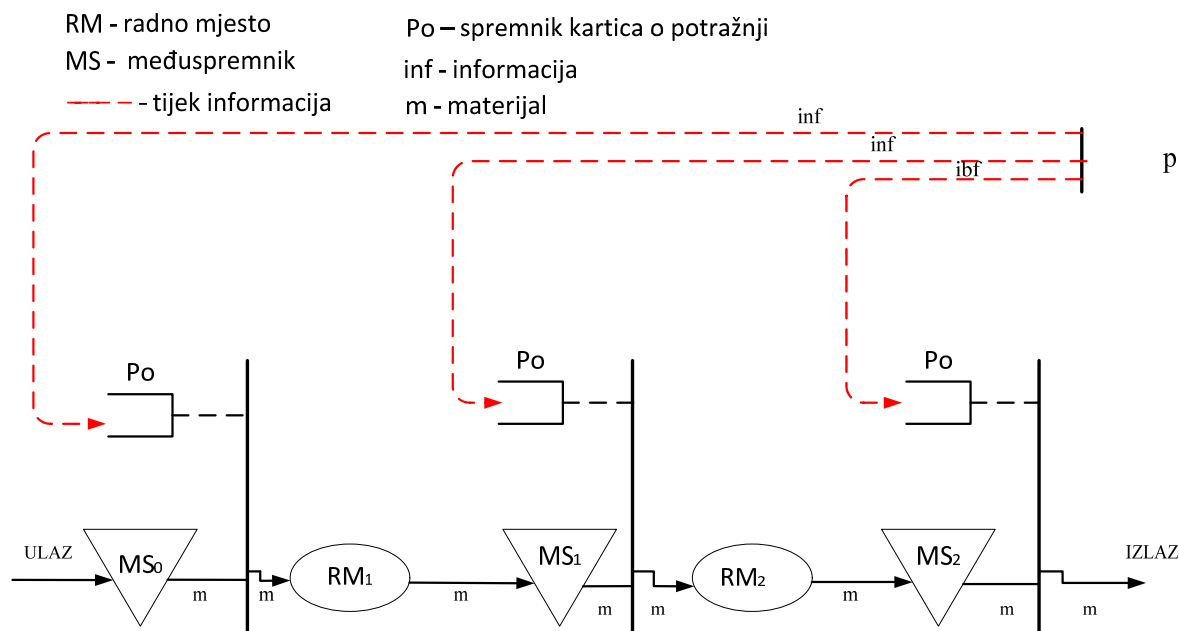 RM - radno mjesto
MS - međuspremnik
- tijek informacija
Po – spremnik kartica o potražnji
inf - informacija
m - materijal
inf
inf
ibf
p
Po
Po
Po
ULAZ
MS₀
m
m
RM₁
m
MS₁
m
m
RM₂
m
MS₂
m
m
IZLAZ